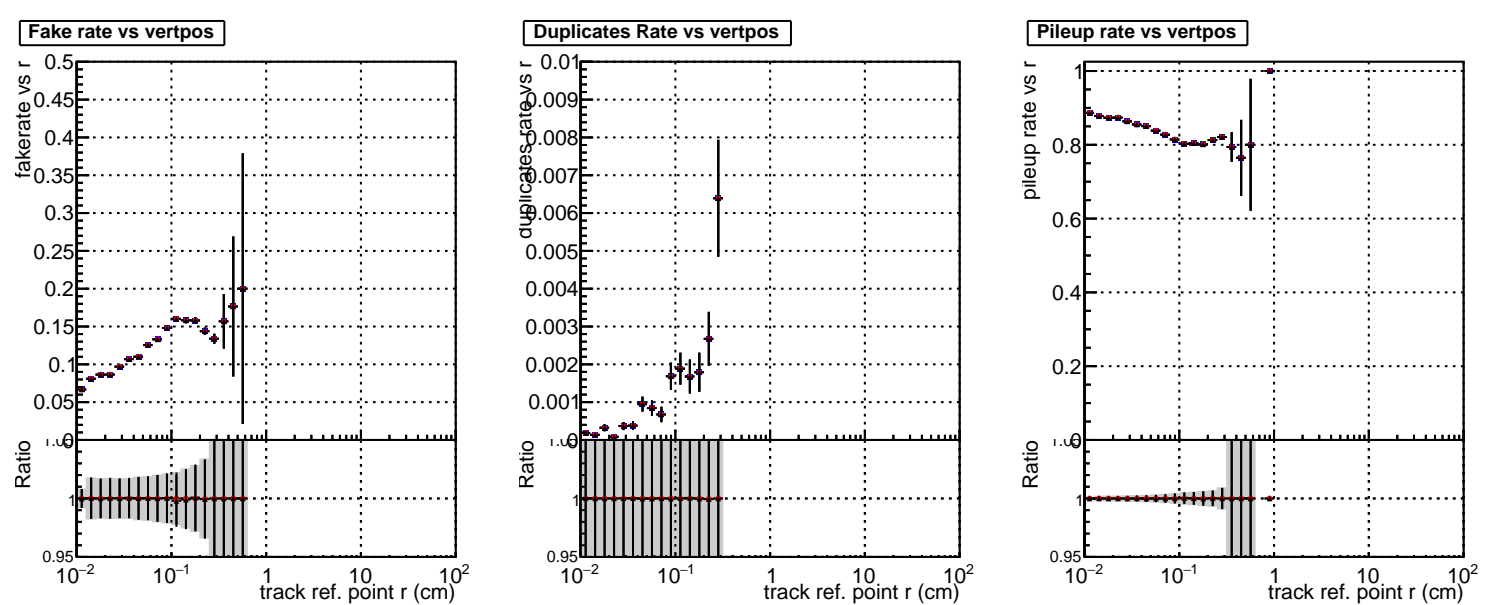 Fake rate vs vertpos
fakerate vs r
0.5
0.45
0.4
0.35
0.3
0.25
0.2
0.15
0.1
0.05
0
Ratio
1
0.95
10⁻² 10⁻¹ 1 10 10²
track ref. point r (cm)
Duplicates Rate vs vertpos
duplicates rate vs r
0.01
0.009
0.008
0.007
0.006
0.005
0.004
0.003
0.002
0.001
0
Ratio
1
0.95
10⁻² 10⁻¹ 1 10 10²
track ref. point r (cm)
Pileup rate vs vertpos
pileup rate vs r
1
0.8
0.6
0.4
0.2
0
Ratio
1
0.95
10⁻² 10⁻¹ 1 10 10²
track ref. point r (cm)